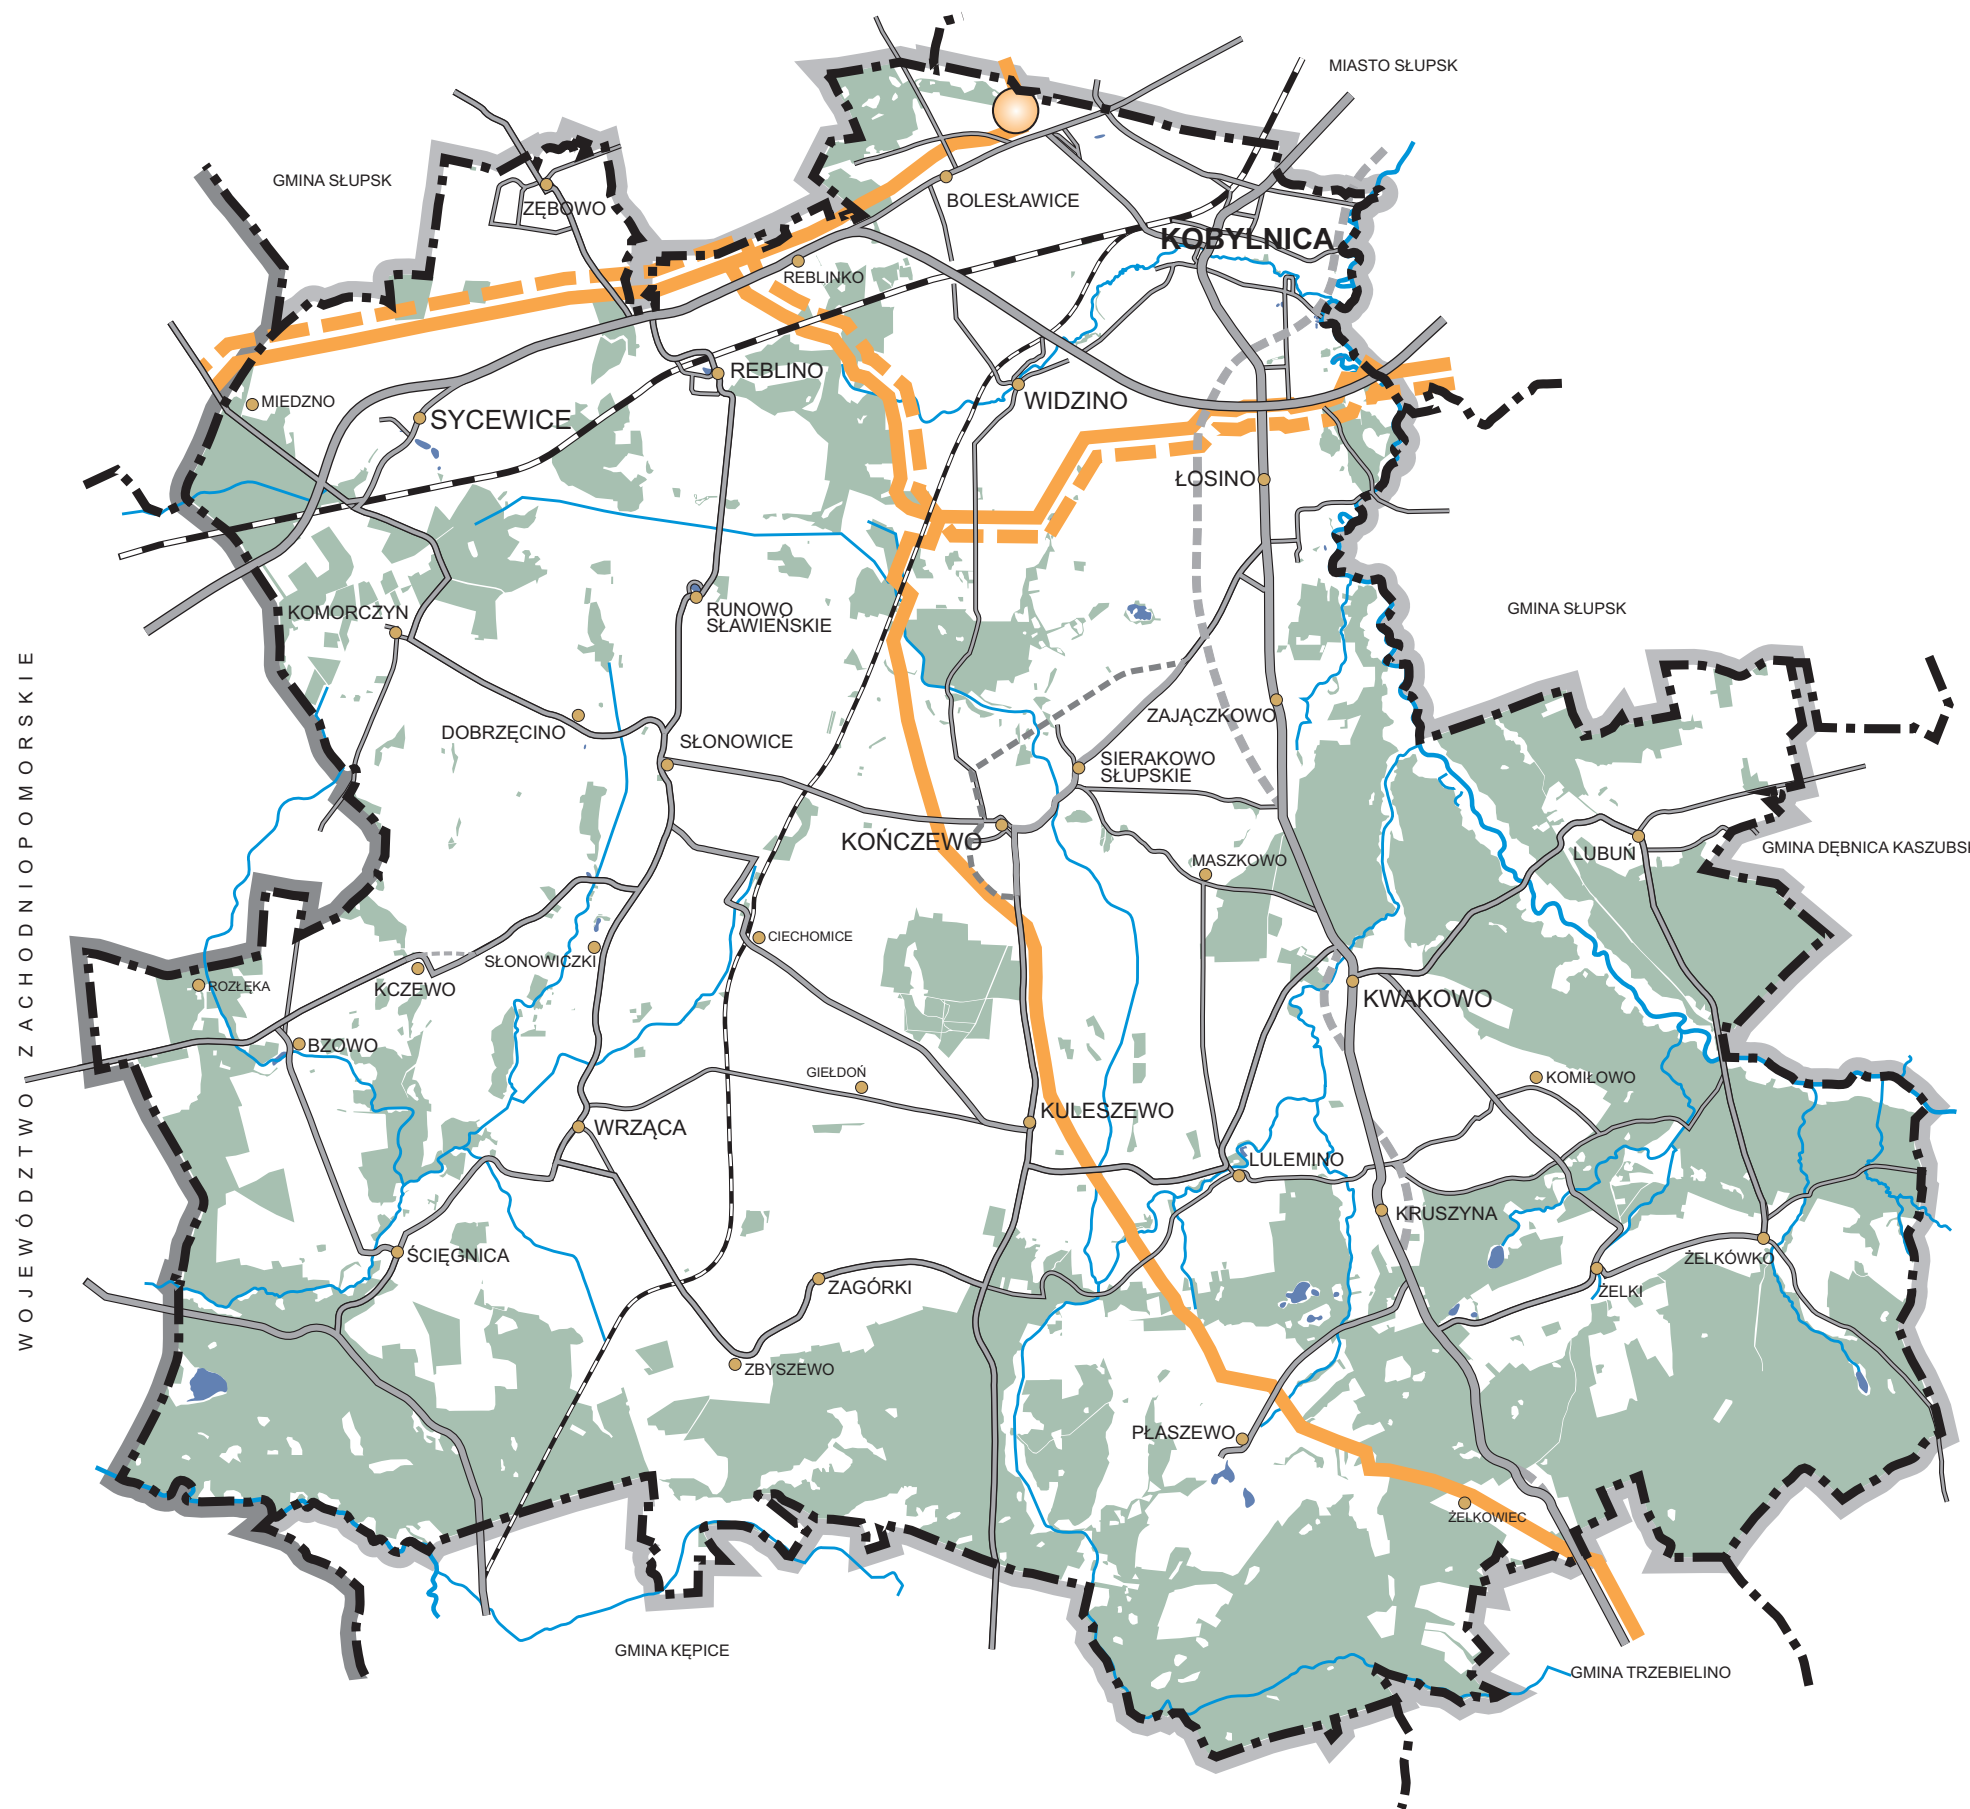 MIASTO SŁUPSK
GMINA SŁUPSK
ZĘBOWO
BOLESŁAWICE
KOBYLNICA
REBLINKO
REBLINO
MIEDZNO
SYCEWICE
WIDZINO
ŁOSINO
KOMORCZYN
RUNOWO
SŁAWIEŃSKIE
GMINA SŁUPSK
WOJEWÓDZTWO ZACHODNIOPOMORSKIE
DOBRZĘCINO
SŁONOWICE
ZAJĄCZKOWO
SIERAKOWO
SŁUPSKIE
KOŃCZEWO
MASZKOWO
LUBUŃ
GMINA DĘBNICA KASZUBSK
CIECHOMICE
SŁONOWICZKI
ROZŁĘKA
KCZEWO
KWAKOWO
BZOWO
GIEŁDOŃ
KOMIŁOWO
KULESZEWO
WRZĄCA
LULEMINO
KRUSZYNA
ŚCIĘGNICA
ŻELKÓWKO
ZAGÓRKI
ŻELKI
ZBYSZEWO
PŁASZEWO
ŻELKOWIEC
GMINA KĘPICE
GMINA TRZEBIELINO